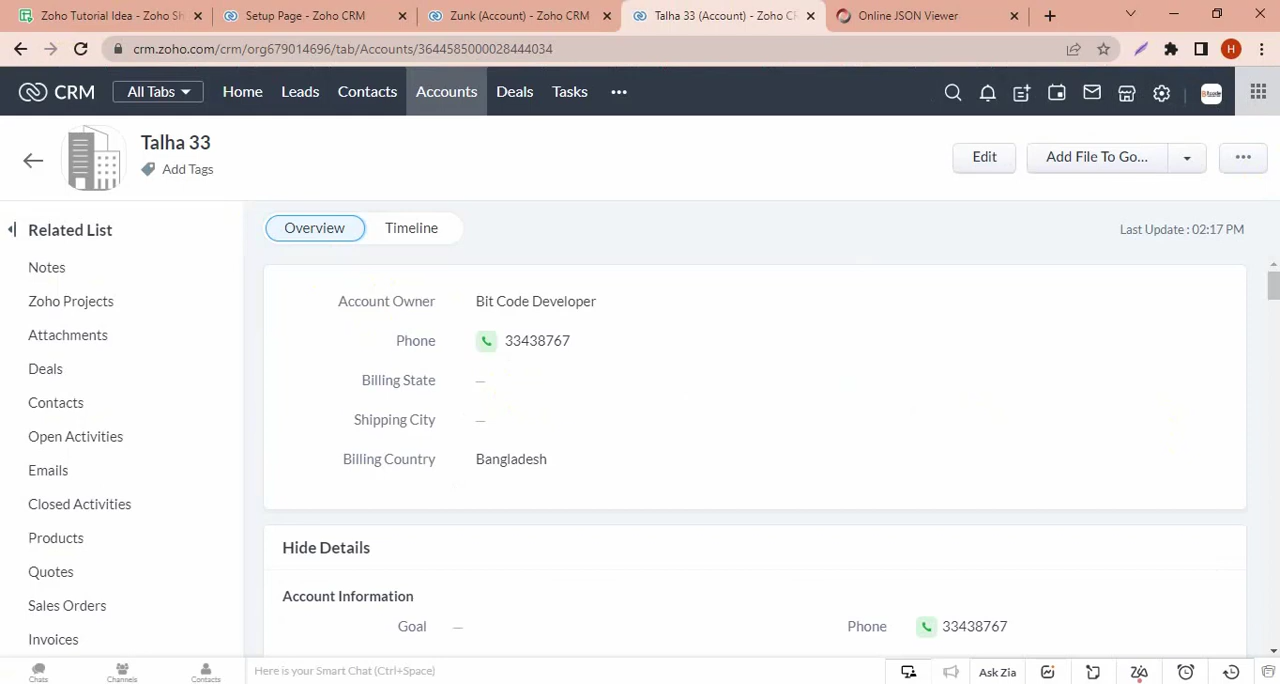 Tutorial Idea - Zoho Sh
Setup Page - Zoho CRM
Zunk (Account) - Zoho CRM
Talha 33 (Account) - Zoho C
Online JSON Viewer
crm.zoho.com/crm/org679014696/tab/Accounts/3644585000028444034
H
CRM
All Tabs
Home
Leads
Contacts
Accounts
Deals
Tasks
Talha 33
Add Tags
Edit
Add File To Go...
Related List
Overview
Timeline
Last Update : 02:17 PM
Notes
Zoho Projects
Attachments
Deals
Contacts
Open Activities
Emails
Closed Activities
Products
Quotes
Sales Orders
Invoices
Account Owner Bit Code Developer
Phone 33438767
Billing State —
Shipping City —
Billing Country Bangladesh
Hide Details
Account Information
Goal —
Phone 33438767
Chats
Channels
Contacts
Here is your Smart Chat (Ctrl+Space)
Ask Zia